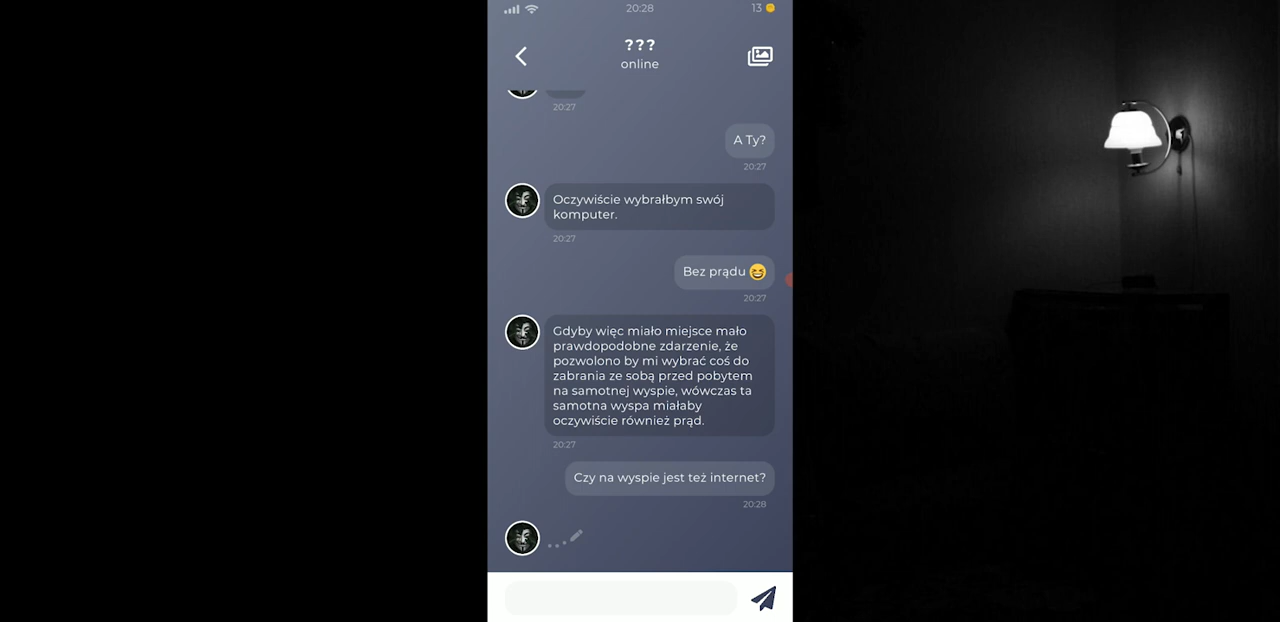 20:28
13
???
online
20:27
A Ty?
20:27
Oczywiście wybrałbym swój
komputer.
20:27
Bez prądu 😆
20:27
Gdyby więc miało miejsce mało
prawdopodobne zdarzenie, że
pozwolono by mi wybrać coś do
zabrania ze sobą przed pobytem
na samotnej wyspie, wówczas ta
samotna wyspa miałaby
oczywiście również prąd.
20:27
Czy na wyspie jest też internet?
20:28